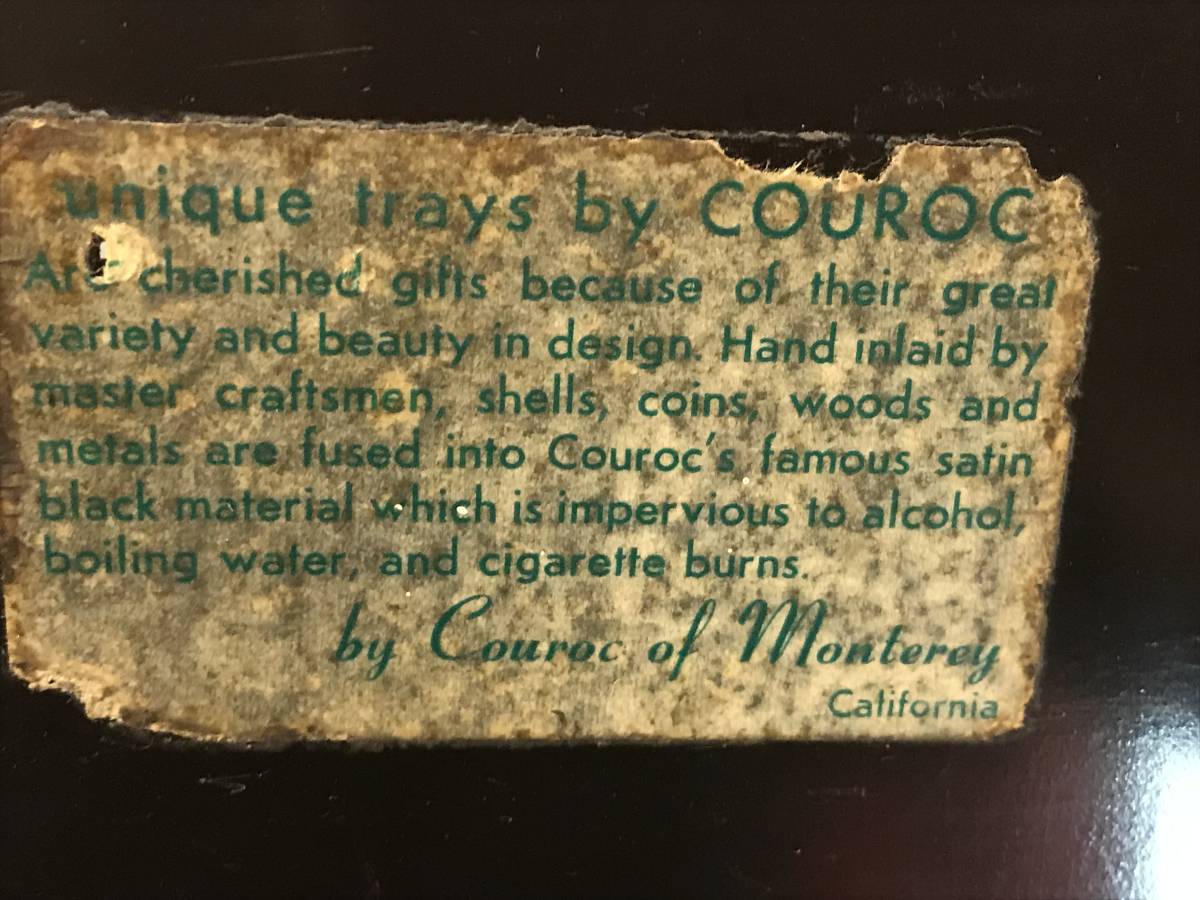 unique trays by COUROC
Are cherished gifts because of their great
variety and beauty in design. Hand inlaid by
master craftsmen, shells, coins, woods and
metals are fused into Couroc's famous satin
black material which is impervious to alcohol,
boiling water, and cigarette burns.
by Couroc of Monterey
California